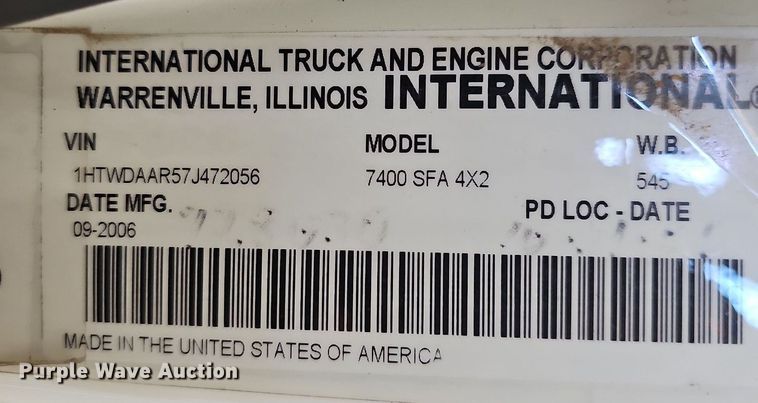 INTERNATIONAL TRUCK AND ENGINE CORPORATION
WARRENVILLE, ILLINOIS INTERNATIONAL®
VIN MODEL W.B.
1HTWDAAR57J472056 7400 SFA 4X2 545
DATE MFG. PD LOC - DATE
09-2006
MADE IN THE UNITED STATES OF AMERICA
Purple Wave Auction